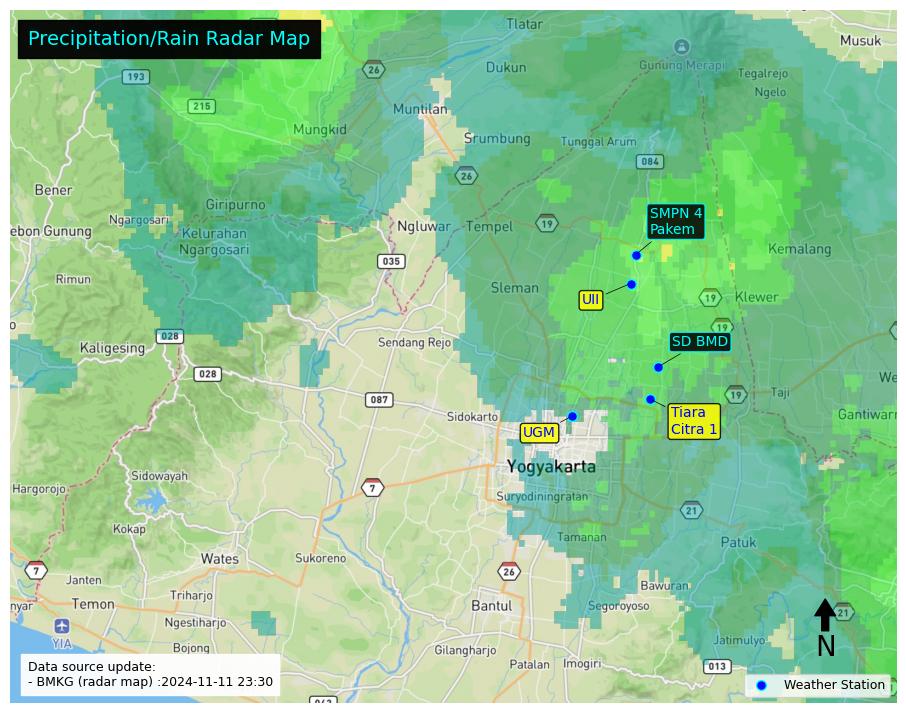 Precipitation/Rain Radar Map
Tlatar
Musuk
26
Dukun
Gunung Merapi
Tegalrejo
193
Ngelo
215
Muntilan
Mungkid
Srumbung
Tunggal Arum
084
26
Bener
Giripurno
SMPN 4
Pakem
Ngargosari
Ngluwar
Tempel
19
ebon Gunung
Kelurahan
Ngargosari
Kemalang
035
Rimun
Sleman
UII
19
Klewer
19
028
Kaligesing
Sendang Rejo
SD BMD
028
We
087
19
Taji
Sidokarto
Tiara
Citra 1
Gantiwarn
UGM
Yogyakarta
Sidowayah
Hargorojo
7
Suryodiningratan
21
Kokap
Tamanan
Patuk
Wates
Sukoreno
7
26
Janten
Bawuran
Triharjo
nyar
Temon
Bantul
Segoroyoso
21
YIA
Ngestiharjo
N
Bojong
Gilangharjo
Jatimulyo
Patalan
Imogiri
013
Data source update:
- BMKG (radar map) :2024-11-11 23:30
Weather Station